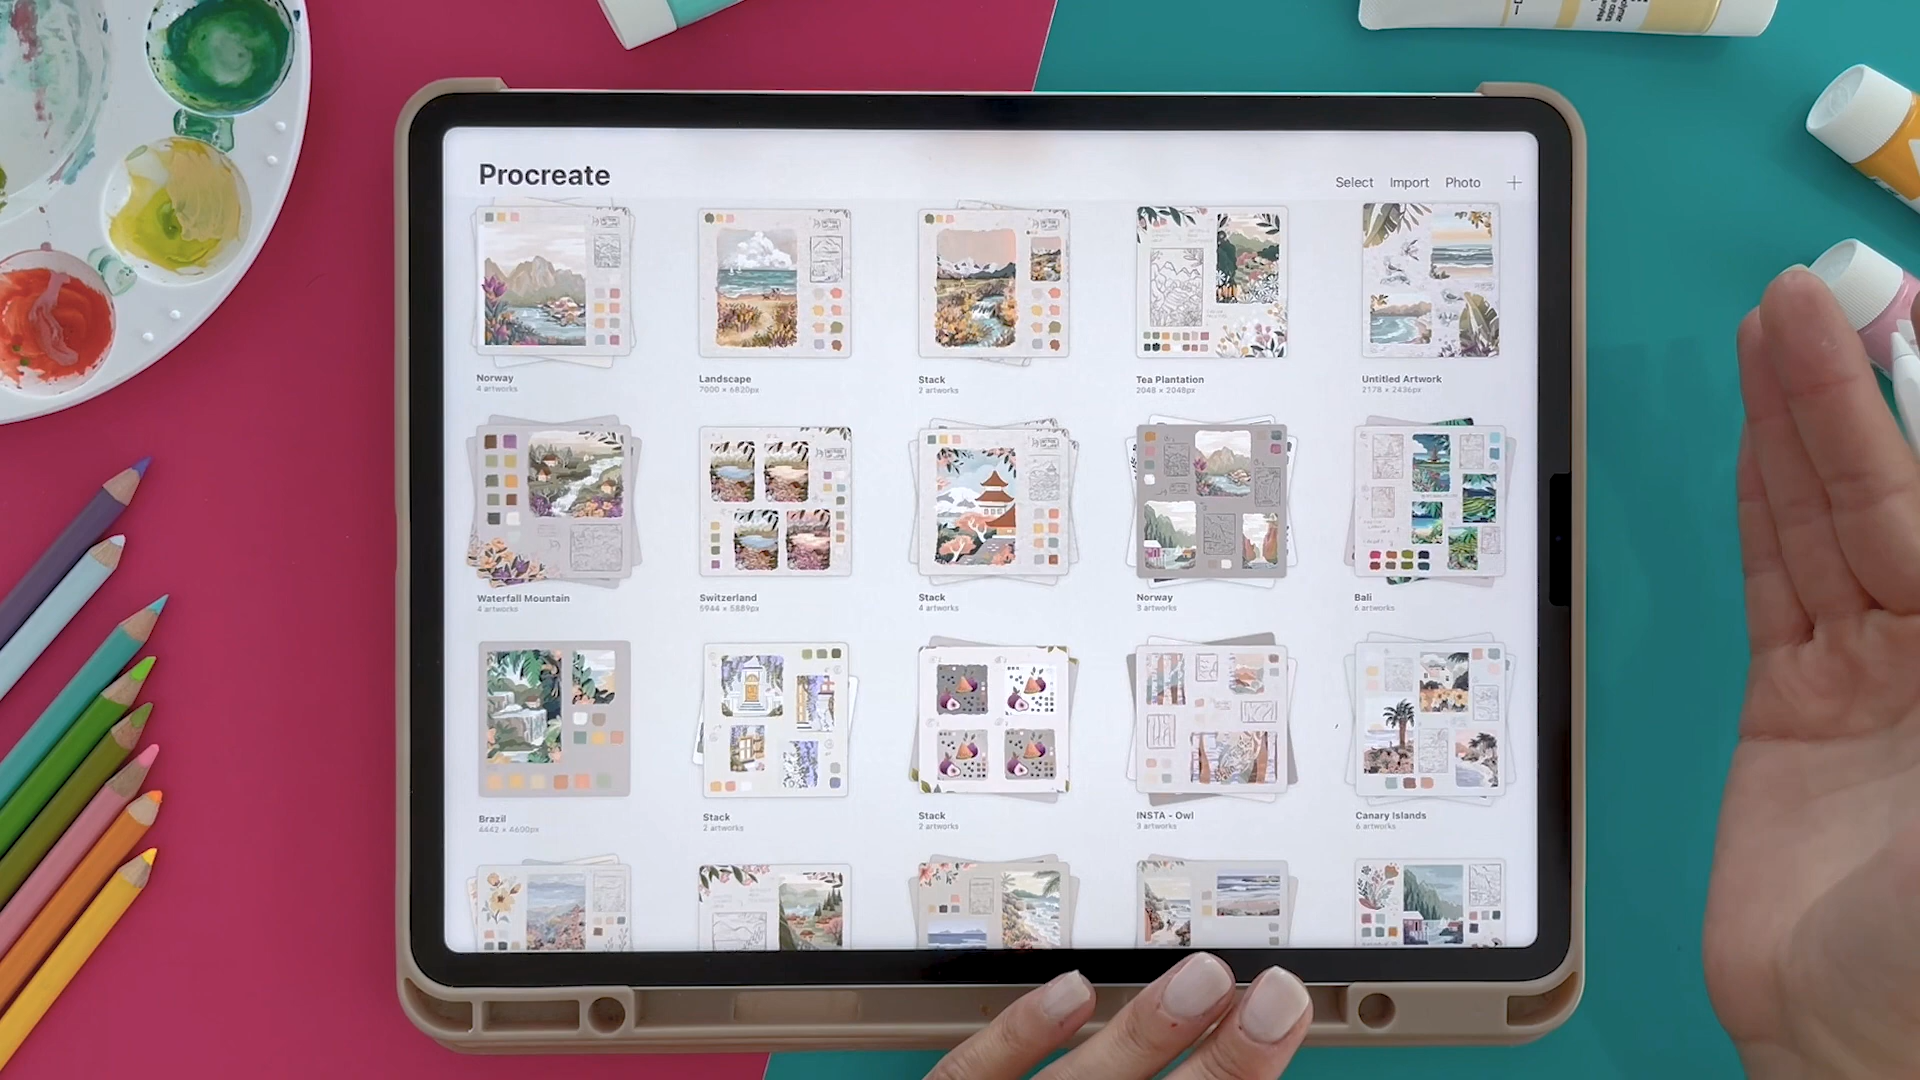 Procreate
Select Import Photo
Norway
4 artworks
Landscape
7000 × 6820px
Stack
2 artworks
Tea Plantation
2048 × 2048px
Untitled Artwork
2178 × 2436px
Waterfall Mountain
4 artworks
Switzerland
5944 × 5889px
Stack
4 artworks
Norway
3 artworks
Bali
6 artworks
Brazil
4442 × 4600px
Stack
2 artworks
Stack
2 artworks
INSTA - Owl
3 artworks
Canary Islands
6 artworks